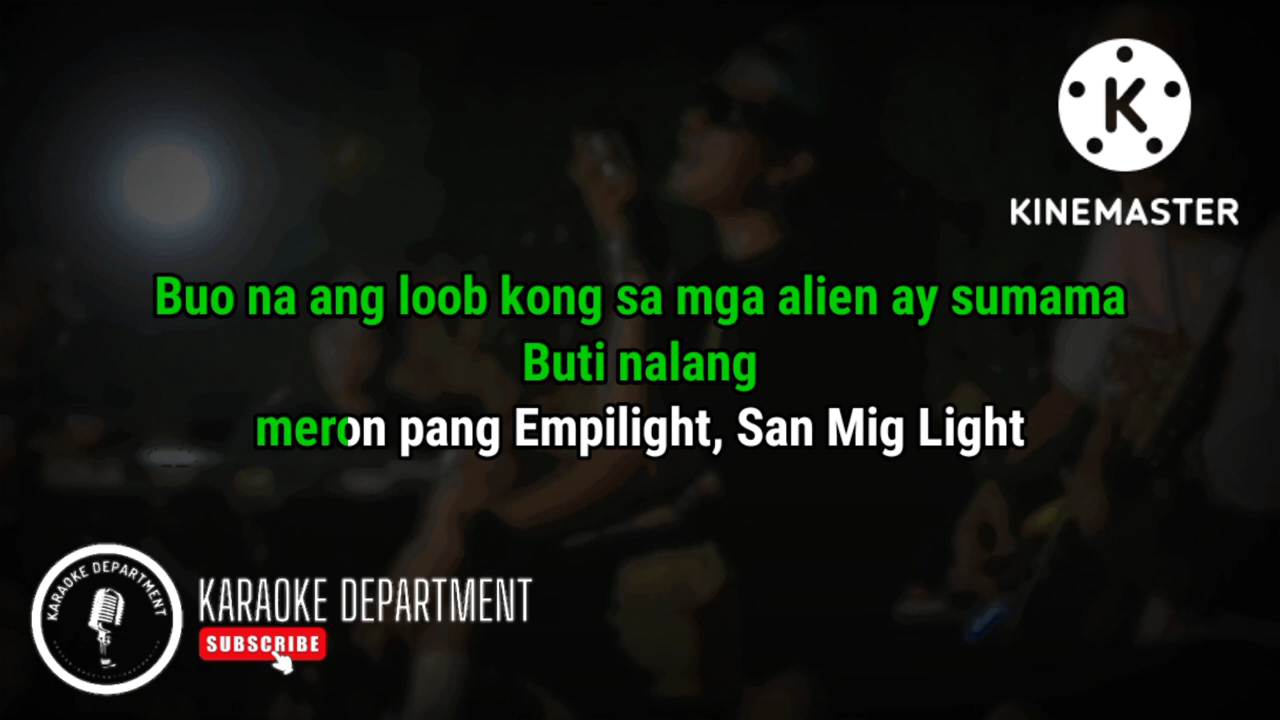 KINEMASTER
Buo na ang loob kong sa mga alien ay sumama
Buti nalang
meron pang Empilight, San Mig Light
KARAOKE DEPARTMENT
KARAOKE DEPARTMENT
SUBSCRIBE